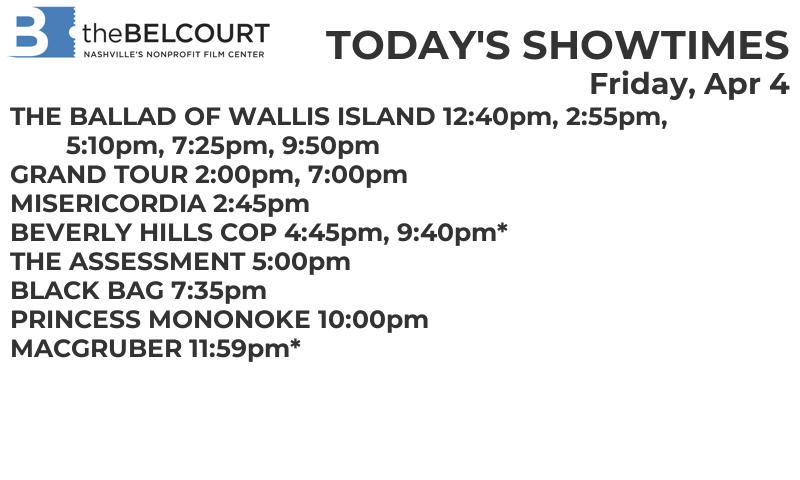 B theBELCOURT
NASHVILLE'S NONPROFIT FILM CENTER
TODAY'S SHOWTIMES
Friday, Apr 4
THE BALLAD OF WALLIS ISLAND 12:40pm, 2:55pm,
5:10pm, 7:25pm, 9:50pm
GRAND TOUR 2:00pm, 7:00pm
MISERICORDIA 2:45pm
BEVERLY HILLS COP 4:45pm, 9:40pm*
THE ASSESSMENT 5:00pm
BLACK BAG 7:35pm
PRINCESS MONONOKE 10:00pm
MACGRUBER 11:59pm*